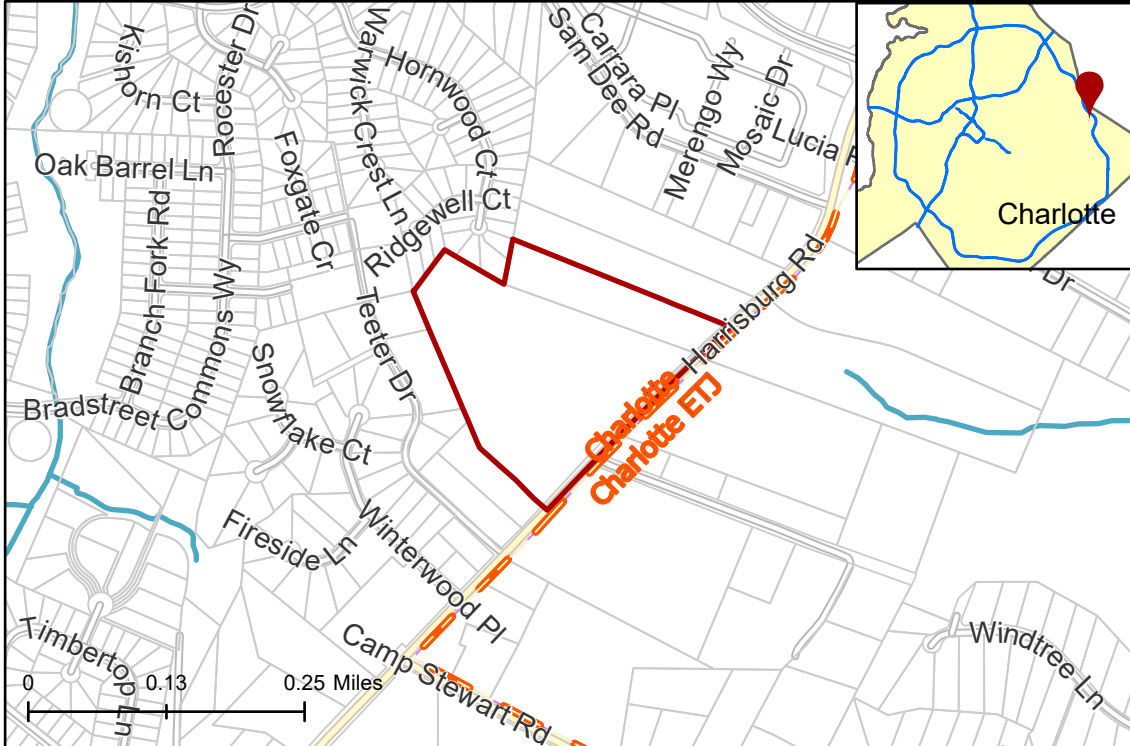 Kishorn Ct
Rocester Dr
Warwick Crest Ln
Hornwood Ct
Carrara Pl
Sam Dee Rd
Merengo Wy
Mosaic Dr
Lucia
Charlotte
Oak Barrel Ln
Foxgate Cr
Ridgewell Ct
Branch Fork Rd
Commons Wy
Teeter Dr
Harrisburg Rd
Dr
Snowflake Ct
Bradstreet C
Charlotte
Charlotte ETJ
Fireside Ln
Winterwood Pl
Camp Stewart Rd
Windtree Ln
Timbertop Ln
0 0.13 0.25 Miles